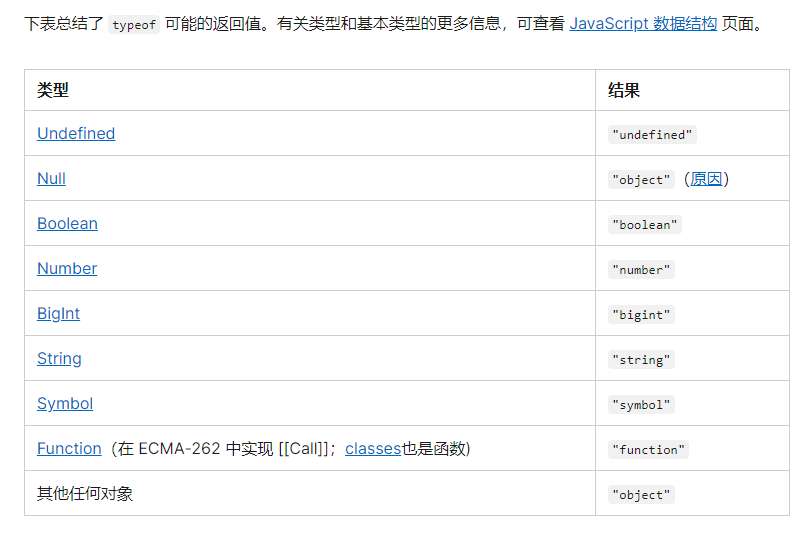 下表总结了 typeof 可能的返回值。有关类型和基本类型的更多信息，可查看 JavaScript 数据结构 页面。
类型 结果
Undefined "undefined"
Null "object"（原因）
Boolean "boolean"
Number "number"
BigInt "bigint"
String "string"
Symbol "symbol"
Function（在 ECMA-262 中实现 [[Call]]；classes也是函数) "function"
其他任何对象 "object"